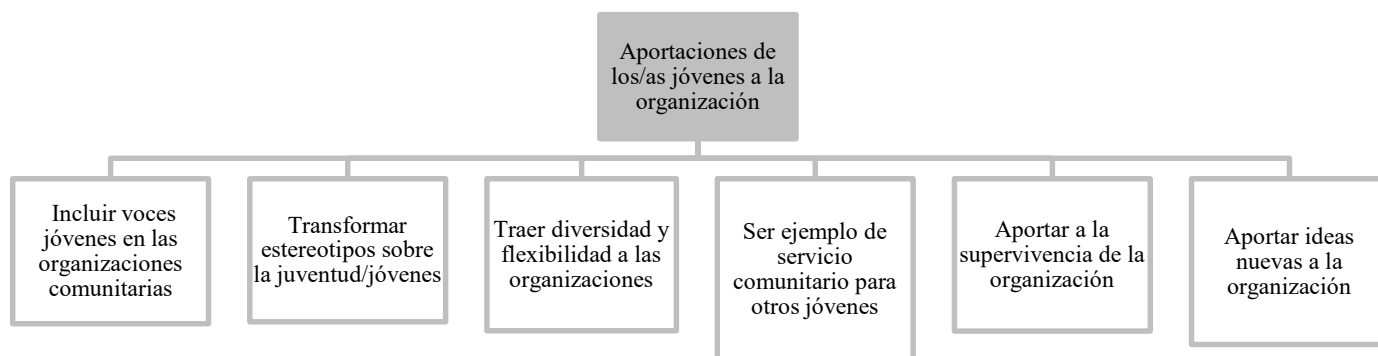 Aportaciones de
los/as jóvenes a la
organización
Incluir voces
jóvenes en las
organizaciones
comunitarias
Transformar
estereotipos sobre
la juventud/jóvenes
Traer diversidad y
flexibilidad a las
organizaciones
Ser ejemplo de
servicio
comunitario para
otros jóvenes
Aportar a la
supervivencia de la
organización
Aportar ideas
nuevas a la
organización